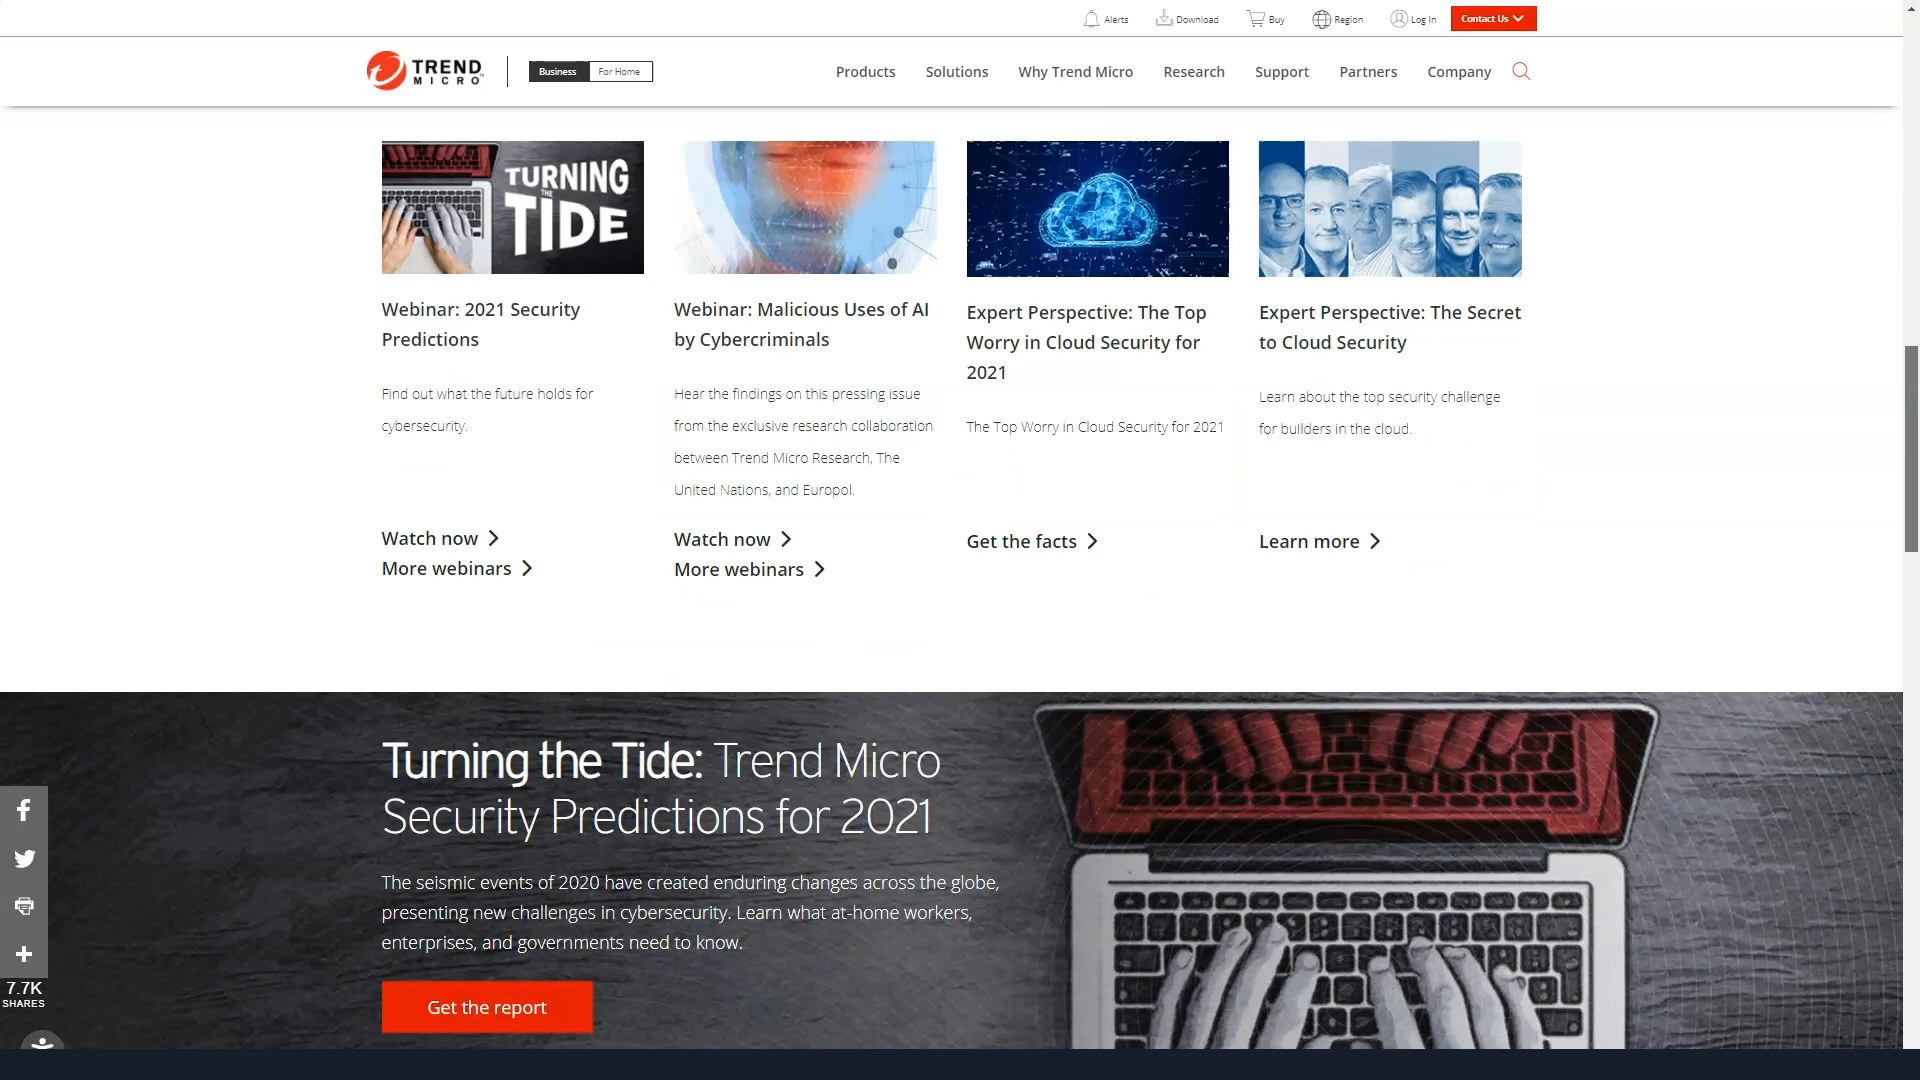 Alerts
Download
Buy
Region
Log In
Contact Us
TREND
MICRO
Business
For Home
Products
Solutions
Why Trend Micro
Research
Support
Partners
Company
TURNING
THE
TIDE
Webinar: 2021 Security
Predictions
Find out what the future holds for
cybersecurity.
Watch now
More webinars
Webinar: Malicious Uses of AI
by Cybercriminals
Hear the findings on this pressing issue
from the exclusive research collaboration
between Trend Micro Research, The
United Nations, and Europol.
Watch now
More webinars
Expert Perspective: The Top
Worry in Cloud Security for
2021
The Top Worry in Cloud Security for 2021
Get the facts
Expert Perspective: The Secret
to Cloud Security
Learn about the top security challenge
for builders in the cloud.
Learn more
Turning the Tide: Trend Micro
Security Predictions for 2021
The seismic events of 2020 have created enduring changes across the globe,
presenting new challenges in cybersecurity. Learn what at-home workers,
enterprises, and governments need to know.
Get the report
7.7K
SHARES